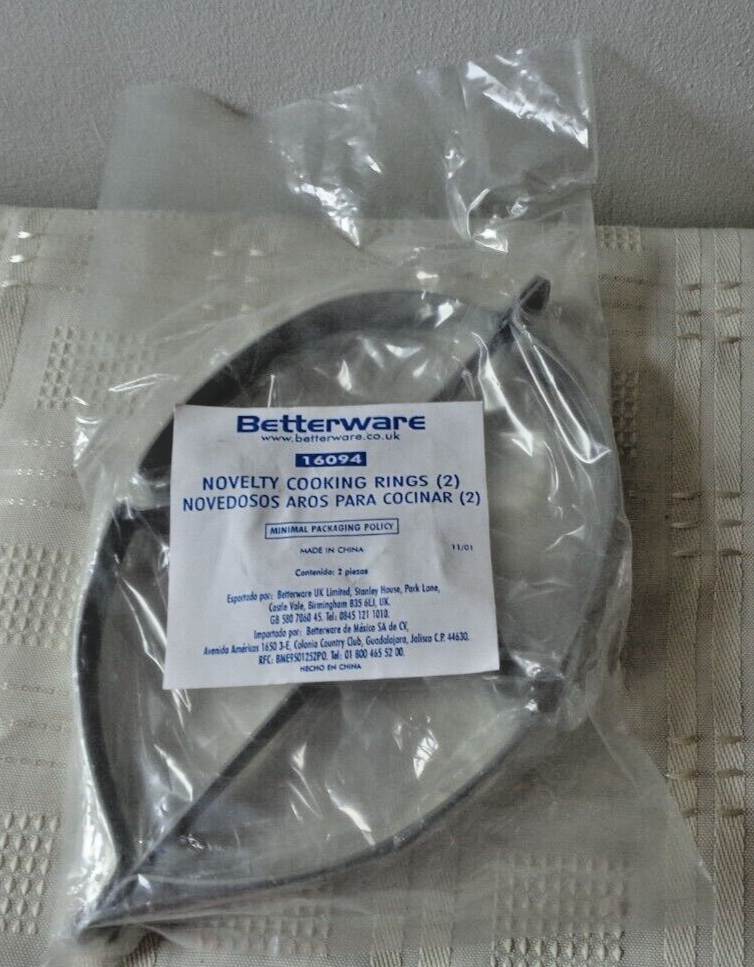 Betterware
www.betterware.co.uk
16094
NOVELTY COOKING RINGS (2)
NOVEDOSOS AROS PARA COCINAR (2)
MINIMAL PACKAGING POLICY
MADE IN CHINA 11/01
Contenido: 2 piezas
Exportado por: Betterware UK Limited, Stanley House, Park Lane,
Castle Vale, Birmingham B35 6LJ, UK.
GB 580 7060 45. Tel: 0845 121 1010.
Importado por: Betterware de México SA de CV,
Avenida Américas 1650 3-E, Colonia Country Club, Guadalajara, Jalisco C.P. 44630.
RFC: BME950125ZP0. Tel: 01 800 465 52 00.
HECHO EN CHINA